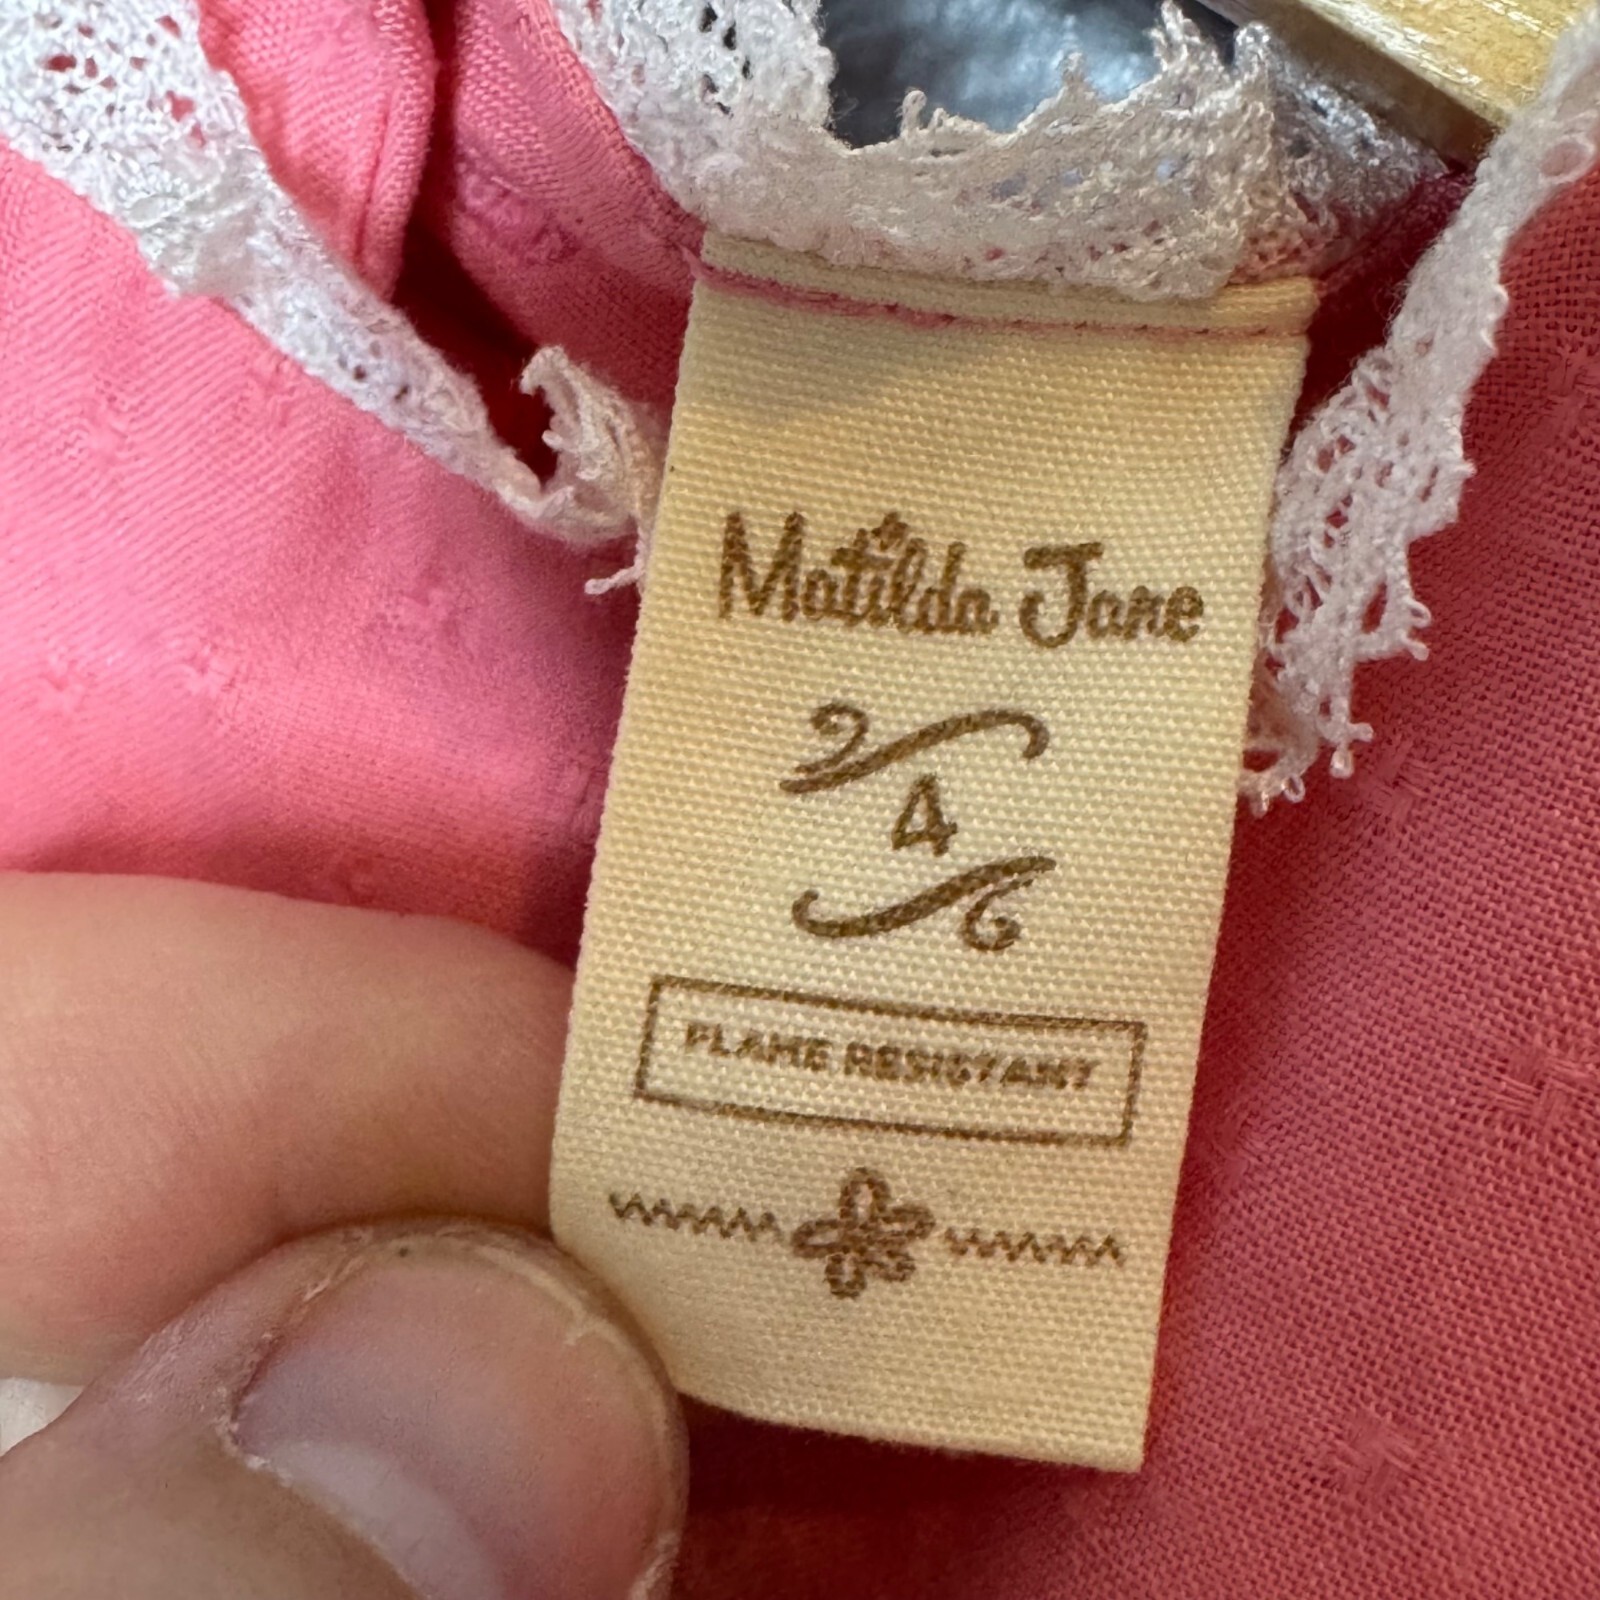 Matilda Jane
4
FLAME RESISTANT